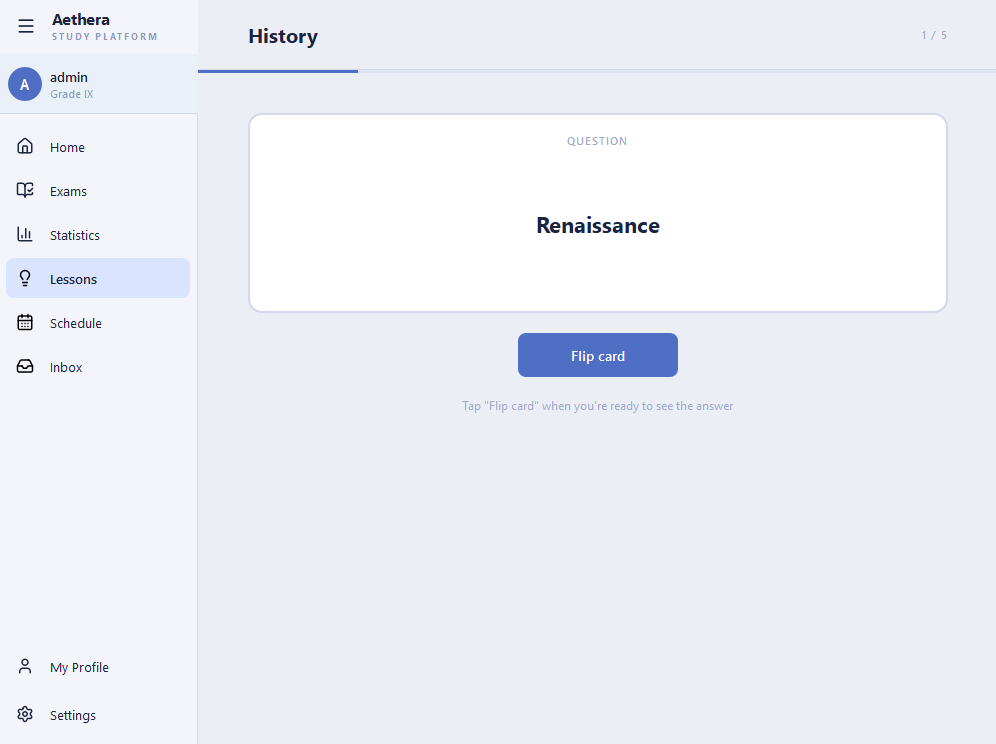 Aethera
STUDY PLATFORM
A
admin
Grade IX
Home
Exams
Statistics
Lessons
Schedule
Inbox
My Profile
Settings
History
1 / 5
QUESTION
Renaissance
Flip card
Tap "Flip card" when you're ready to see the answer